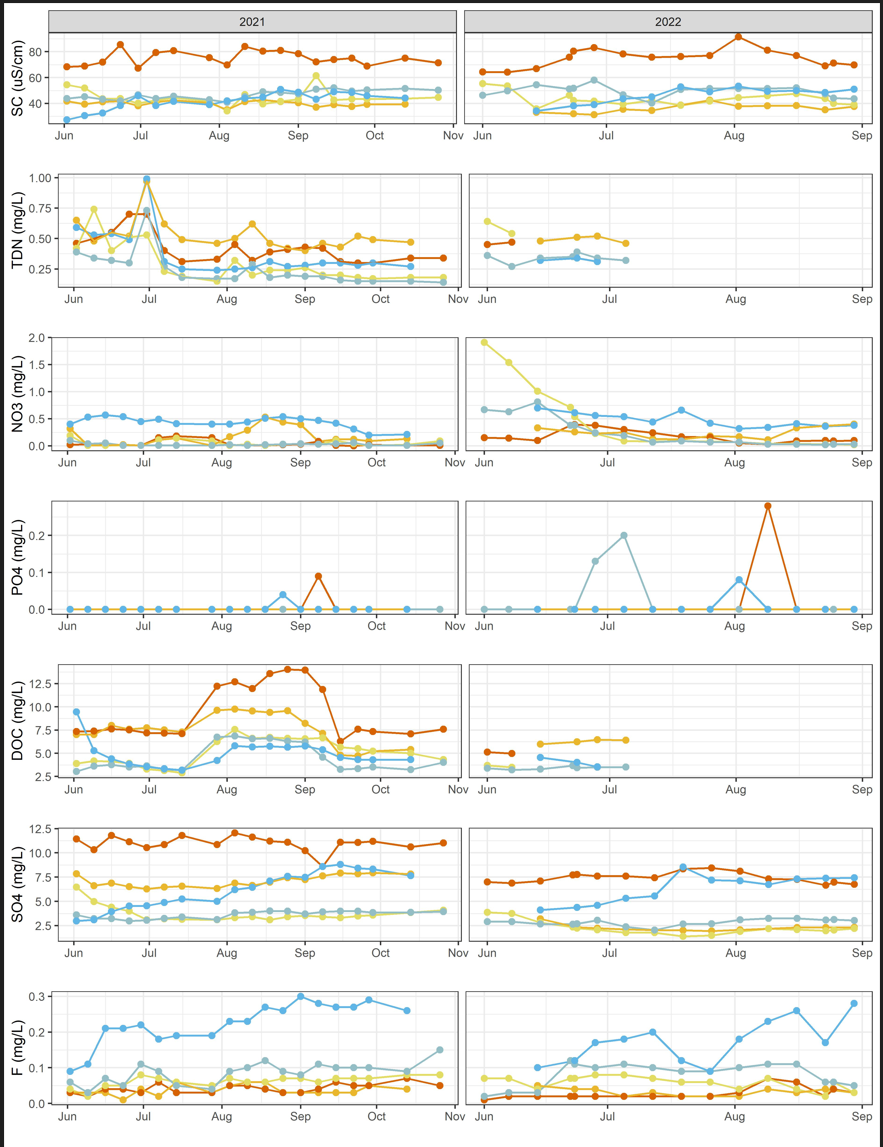 2021 2022
SC (uS/cm)
80
60
40
Jun Jul Aug Sep Oct Nov Jun Jul Aug Sep
TDN (mg/L)
1.00
0.75
0.50
0.25
Jun Jul Aug Sep Oct Nov Jun Jul Aug Sep
NO3 (mg/L)
2.0
1.5
1.0
0.5
0.0
Jun Jul Aug Sep Oct Nov Jun Jul Aug Sep
PO4 (mg/L)
0.2
0.1
0.0
Jun Jul Aug Sep Oct Nov Jun Jul Aug Sep
DOC (mg/L)
12.5
10.0
7.5
5.0
2.5
Jun Jul Aug Sep Oct Nov Jun Jul Aug Sep
SO4 (mg/L)
12.5
10.0
7.5
5.0
2.5
Jun Jul Aug Sep Oct Nov Jun Jul Aug Sep
F (mg/L)
0.3
0.2
0.1
0.0
Jun Jul Aug Sep Oct Nov Jun Jul Aug Sep